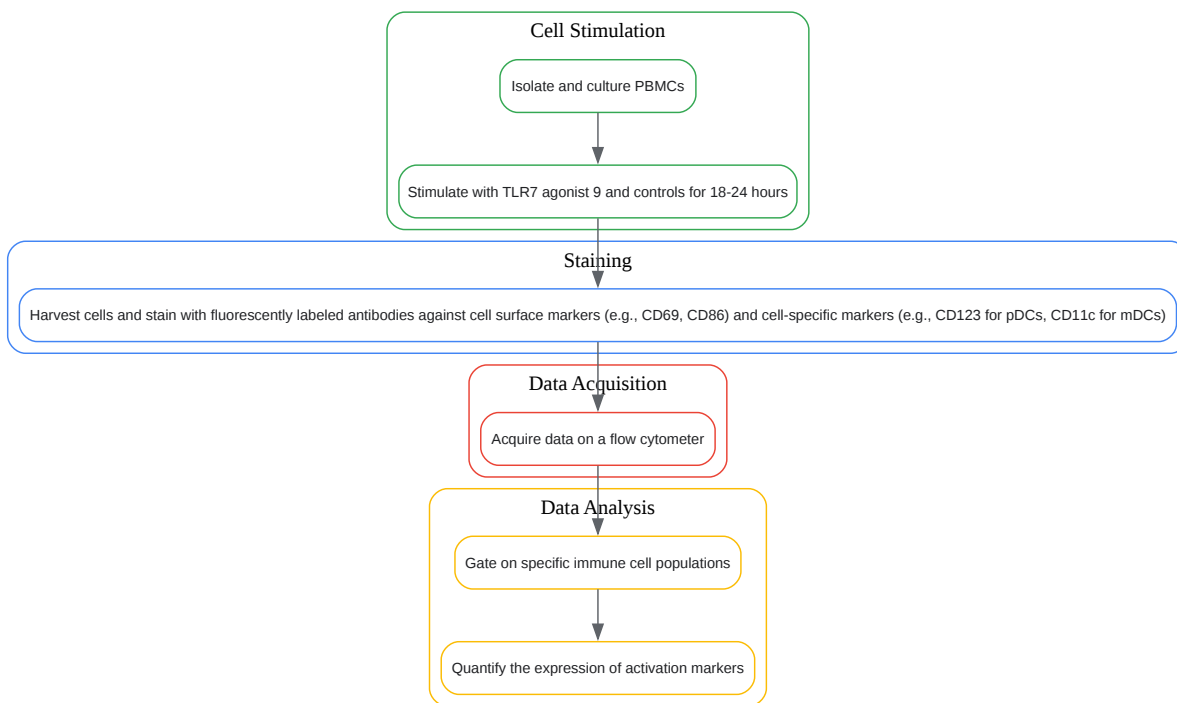 Cell Stimulation
Isolate and culture PBMCs
Stimulate with TLR7 agonist 9 and controls for 18-24 hours
Staining
Harvest cells and stain with fluorescently labeled antibodies against cell surface markers (e.g., CD69, CD86) and cell-specific markers (e.g., CD123 for pDCs, CD11c for mDCs)
Data Acquisition
Acquire data on a flow cytometer
Data Analysis
Gate on specific immune cell populations
Quantify the expression of activation markers